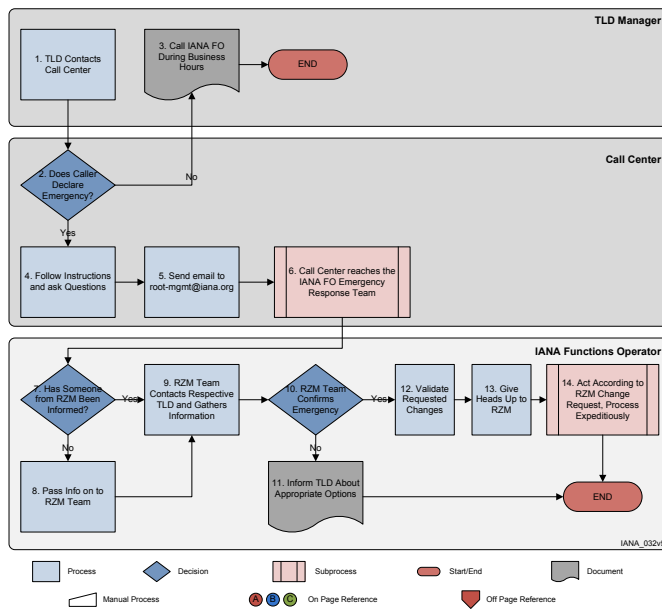 TLD Manager
1. TLD Contacts
Call Center
3. Call IANA FO
During Business
Hours
END
Call Center
2. Does Caller
Declare
Emergency?
No
Yes
4. Follow Instructions
and ask Questions
5. Send email to
root-mgmt@iana.org
6. Call Center reaches the
IANA FO Emergency
Response Team
IANA Functions Operator
7. Has Someone
from RZM Been
Informed?
Yes
9. RZM Team
Contacts Respective
TLD and Gathers
Information
10. RZM Team
Confirms
Emergency
Yes
12. Validate
Requested
Changes
13. Give
Heads Up to
RZM
14. Act According to
RZM Change
Request, Process
Expeditiously
No
No
8. Pass Info on to
RZM Team
11. Inform TLD About
Appropriate Options
END
Process
Decision
Subprocess
Start/End
Document
Manual Process
A B C On Page Reference
Off Page Reference